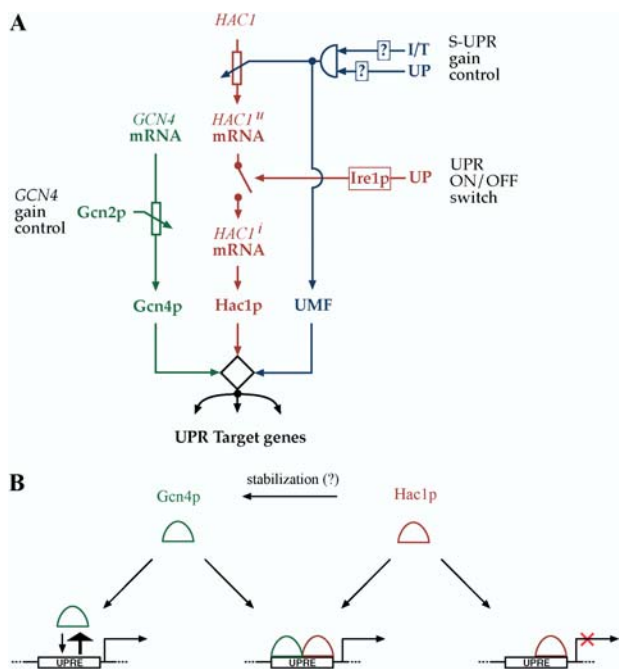 A
HAC1
?
I/T
S-UPR
gain
control
?
UP
GCN4
mRNA
HAC1ᵘ
mRNA
Ire1p
UP
UPR
ON/OFF
switch
GCN4
gain
control
Gcn2p
HAC1ⁱ
mRNA
Gcn4p
Hac1p
UMF
UPR Target genes
B
Gcn4p
stabilization (?)
Hac1p
UPRE
UPRE
UPRE